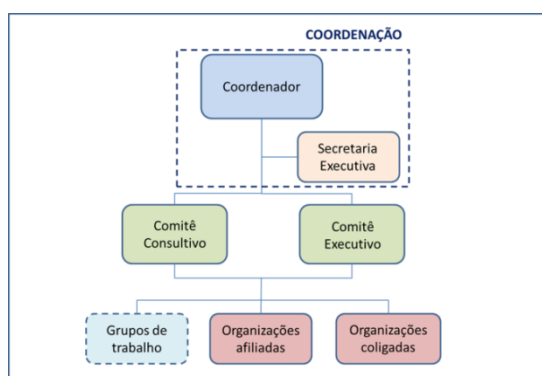 COORDENAÇÃO
Coordenador
Secretaria
Executiva
Comitê
Consultivo
Comitê
Executivo
Grupos de
trabalho
Organizações
afiliadas
Organizações
coligadas